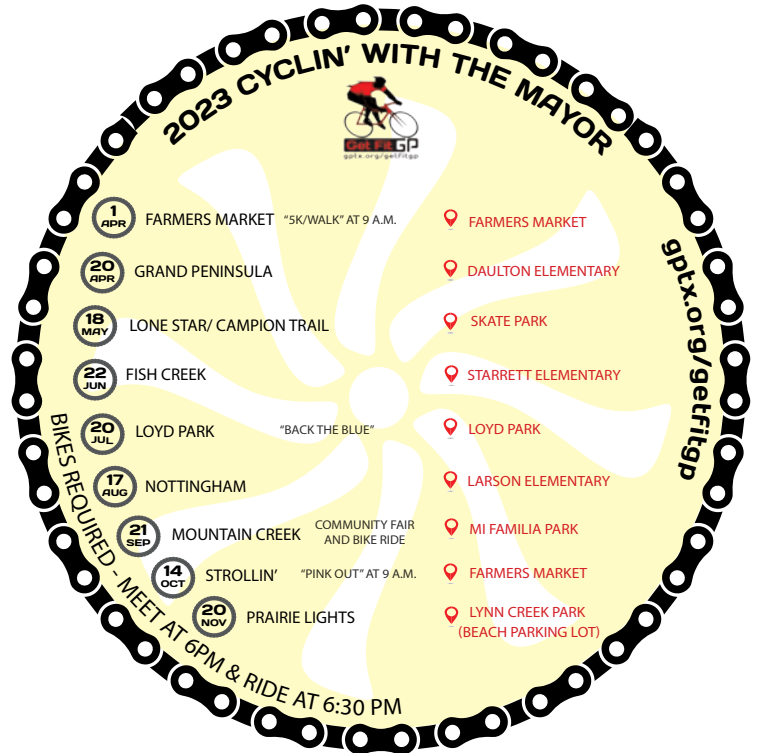 2023 CYCLIN' WITH THE MAYOR
Get Fit GP
gptx.org/getfitgp
1 APR FARMERS MARKET "5K/WALK" AT 9 A.M. FARMERS MARKET
20 APR GRAND PENINSULA DAULTON ELEMENTARY
18 MAY LONE STAR/ CAMPION TRAIL SKATE PARK
22 JUN FISH CREEK STARRETT ELEMENTARY
20 JUL LOYD PARK "BACK THE BLUE" LOYD PARK
17 AUG NOTTINGHAM LARSON ELEMENTARY
21 SEP MOUNTAIN CREEK COMMUNITY FAIR AND BIKE RIDE MI FAMILIA PARK
14 OCT STROLLIN' "PINK OUT" AT 9 A.M. FARMERS MARKET
20 NOV PRAIRIE LIGHTS LYNN CREEK PARK
(BEACH PARKING LOT)
BIKES REQUIRED - MEET AT 6PM & RIDE AT 6:30 PM
gptx.org/getfitgp